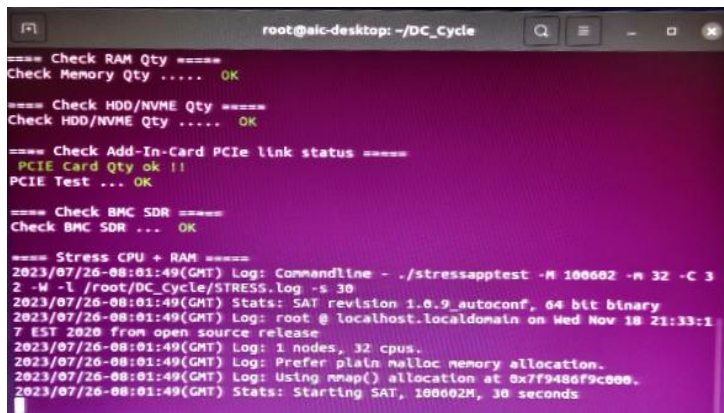 root@aic-desktop: ~/DC_Cycle
==== Check RAM Qty =====
Check Memory Qty ..... OK
==== Check HDD/NVME Qty =====
Check HDD/NVME Qty ..... OK
==== Check Add-In-Card PCIe link status =====
PCIE Card Qty ok !!
PCIE Test ... OK
==== Check BMC SDR =====
Check BMC SDR ... OK
==== Stress CPU + RAM =====
2023/07/26-08:01:49(GMT) Log: Commandline - ./stressapptest -M 100602 -m 32 -C 3
2 -W -l /root/DC_Cycle/STRESS.log -s 30
2023/07/26-08:01:49(GMT) Stats: SAT revision 1.0.9_autoconf, 64 bit binary
2023/07/26-08:01:49(GMT) Log: root @ localhost.localdomain on Wed Nov 18 21:33:1
7 EST 2020 from open source release
2023/07/26-08:01:49(GMT) Log: 1 nodes, 32 cpus.
2023/07/26-08:01:49(GMT) Log: Prefer plain malloc memory allocation.
2023/07/26-08:01:49(GMT) Log: Using mmap() allocation at 0x7f9486f9c000.
2023/07/26-08:01:49(GMT) Stats: Starting SAT, 100602M, 30 seconds